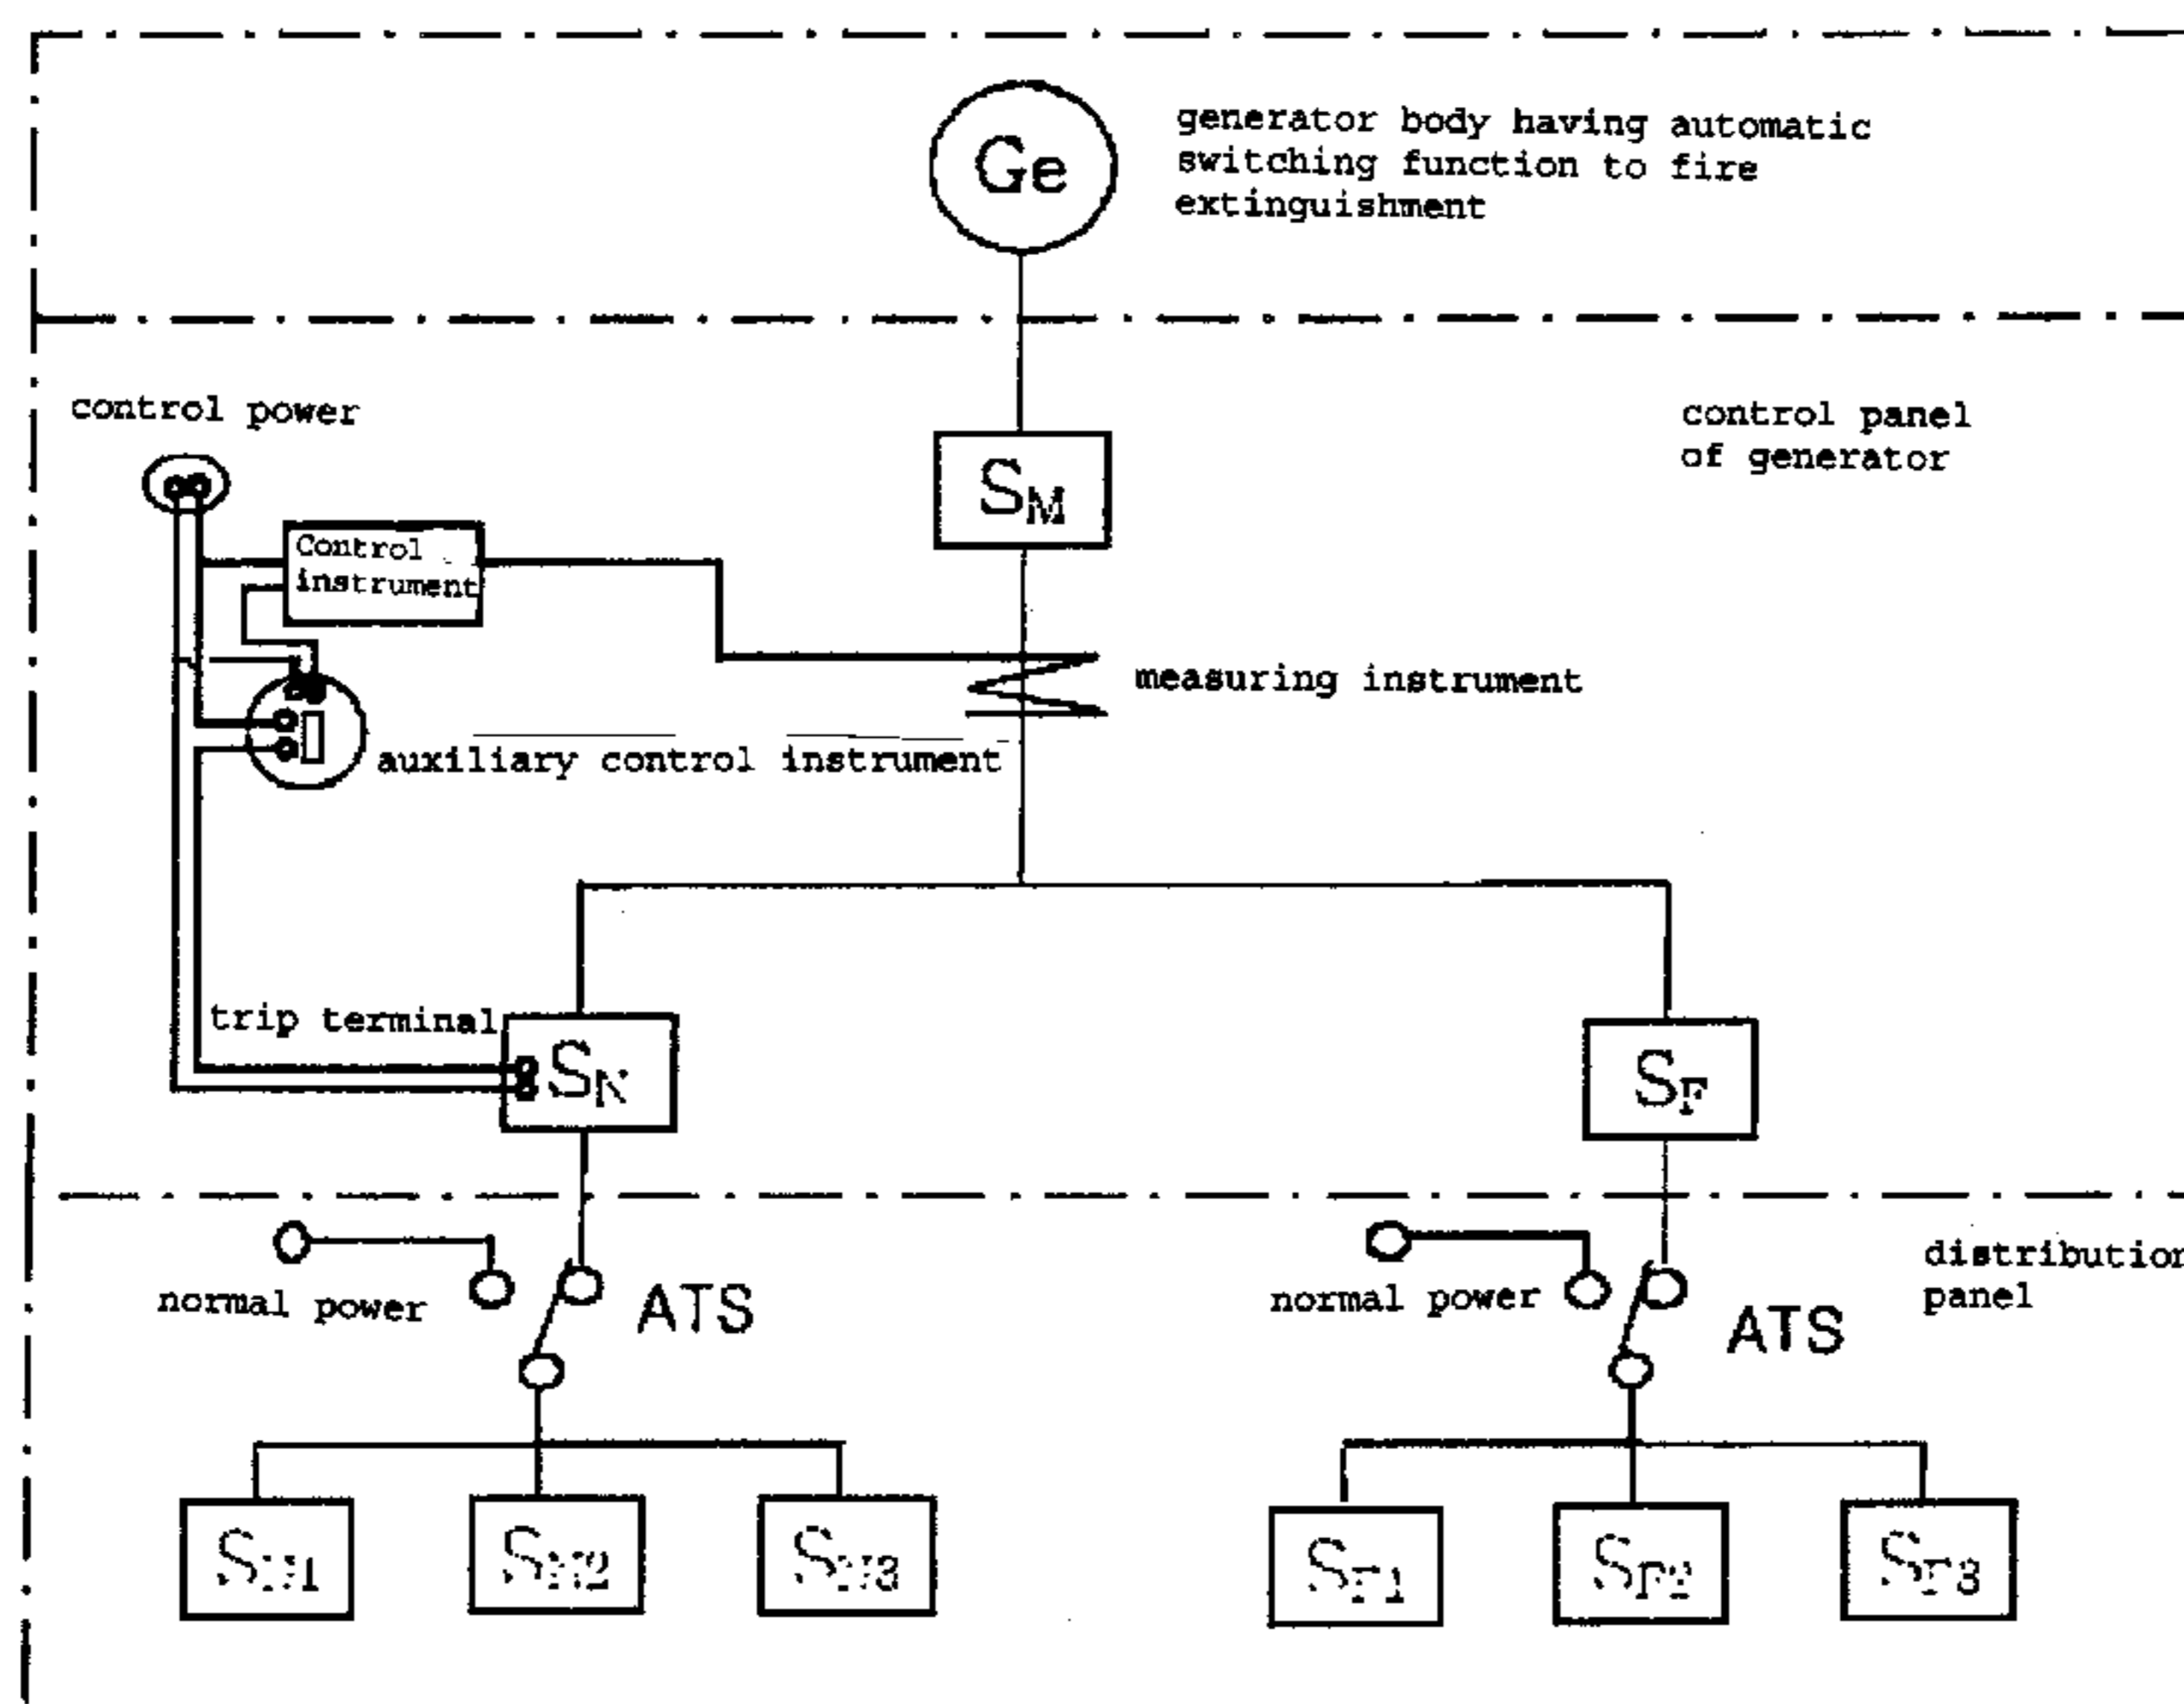 Ge
generator body having automatic
switching function to fire
extinguishment
control power
control panel
of generator
SM
Control
instrument
measuring instrument
auxiliary control instrument
trip terminal
SN
SF
normal power
ATS
normal power
ATS
distribution
panel
SN1
SN2
SN3
SF1
SF2
SF3